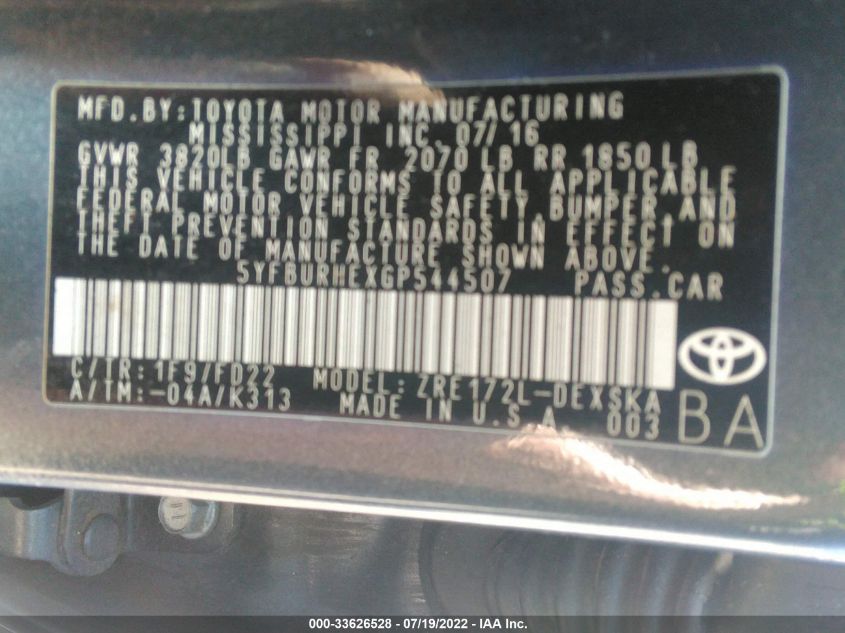 MFD.BY:TOYOTA MOTOR MANUFACTURING
MISSISSIPPI INC. 07/16
GVWR 3820LB GAWR FR 2070 LB RR 1850 LB
THIS VEHICLE CONFORMS TO ALL APPLICABLE
FEDERAL MOTOR VEHICLE SAFETY,BUMPER,AND
THEFT PREVENTION STANDARDS IN EFFECT ON
THE DATE OF MANUFACTURE SHOWN ABOVE.
5YFBURHEXGP544507 PASS.CAR
C/TR:1F9/FD22 MODEL:ZRE172L-DEXSKA
A/TM:-04A/K313 MADE IN U.S.A 003 BA
000-33626528 - 07/19/2022 - IAA Inc.